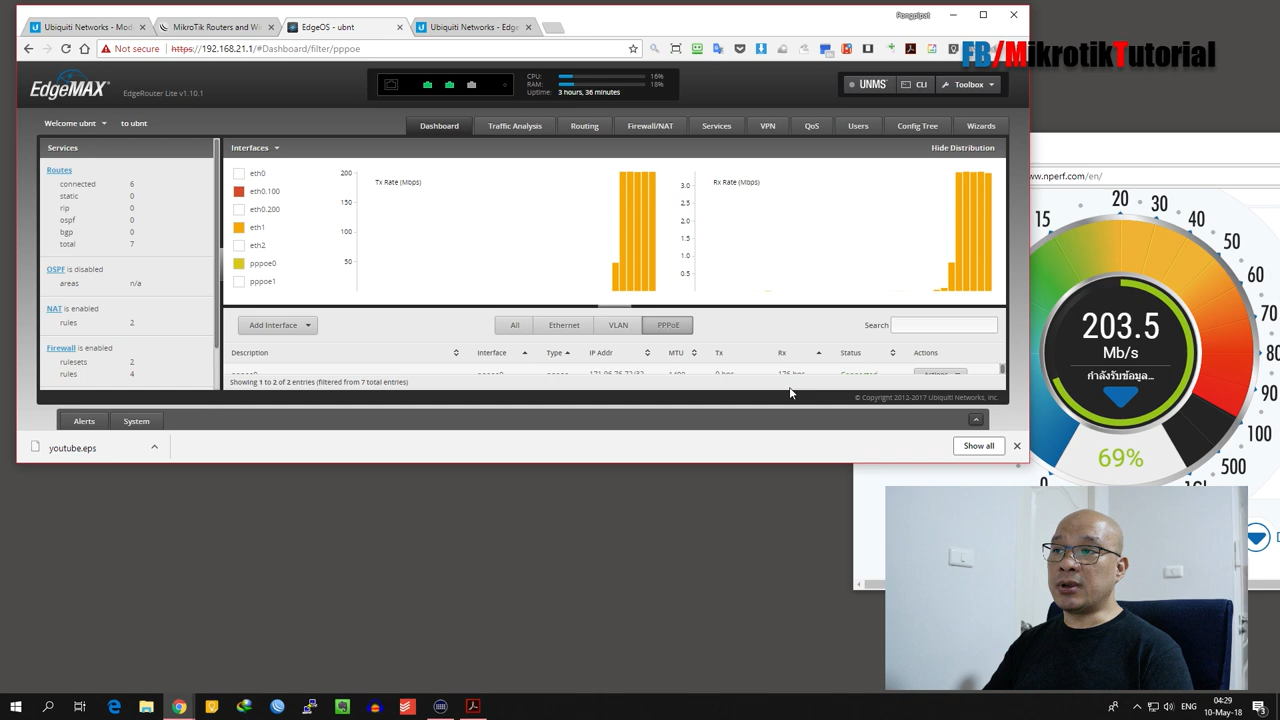 Ubiquiti Networks - Mod
MikroTik Routers and Wi
EdgeOS - ubnt
Ubiquiti Networks - Edge
Pongpipat
Not secure
https://192.168.21.1/#Dashboard/filter/pppoe
FB/MikrotikTutorial
EdgeMAX
EdgeRouter Lite v1.10.1
CPU: 16%
RAM: 18%
Uptime: 3 hours, 36 minutes
UNMS
CLI
Toolbox
Welcome ubnt
to ubnt
Dashboard
Traffic Analysis
Routing
Firewall/NAT
Services
VPN
QoS
Users
Config Tree
Wizards
Services
Routes
connected 6
static 0
rip 0
ospf 0
bgp 0
total 7
OSPF is disabled
areas n/a
NAT is enabled
rules 2
Firewall is enabled
rulesets 2
rules 4
Interfaces
Hide Distribution
eth0
eth0.100
eth0.200
eth1
eth2
pppoe0
pppoe1
Tx Rate (Mbps)
200
150
100
50
Rx Rate (Mbps)
3.0
2.5
2.0
1.5
1.0
0.5
Add Interface
All
Ethernet
VLAN
PPPoE
Search
Description
Interface
Type
IP Addr
MTU
Tx
Rx
Status
Actions
Showing 1 to 2 of 2 entries (filtered from 7 total entries)
© Copyright 2012-2017 Ubiquiti Networks, Inc.
Alerts
System
youtube.eps
Show all
ww.nperf.com/en/
15
20
30
40
50
60
70
80
90
100
500
0
203.5
Mb/s
กำลังรับข้อมูล...
69%
ENG
04:29
10-May-18
3